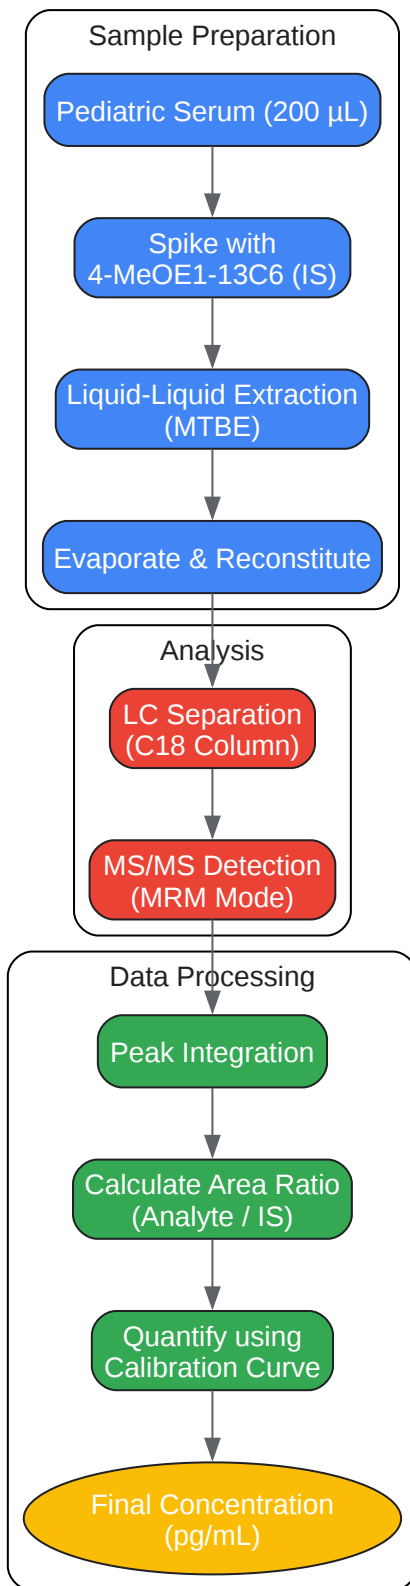 Sample Preparation
Pediatric Serum (200 µL)
Spike with
4-MeOE1-13C6 (IS)
Liquid-Liquid Extraction
(MTBE)
Evaporate & Reconstitute
Analysis
LC Separation
(C18 Column)
MS/MS Detection
(MRM Mode)
Data Processing
Peak Integration
Calculate Area Ratio
(Analyte / IS)
Quantify using
Calibration Curve
Final Concentration
(pg/mL)